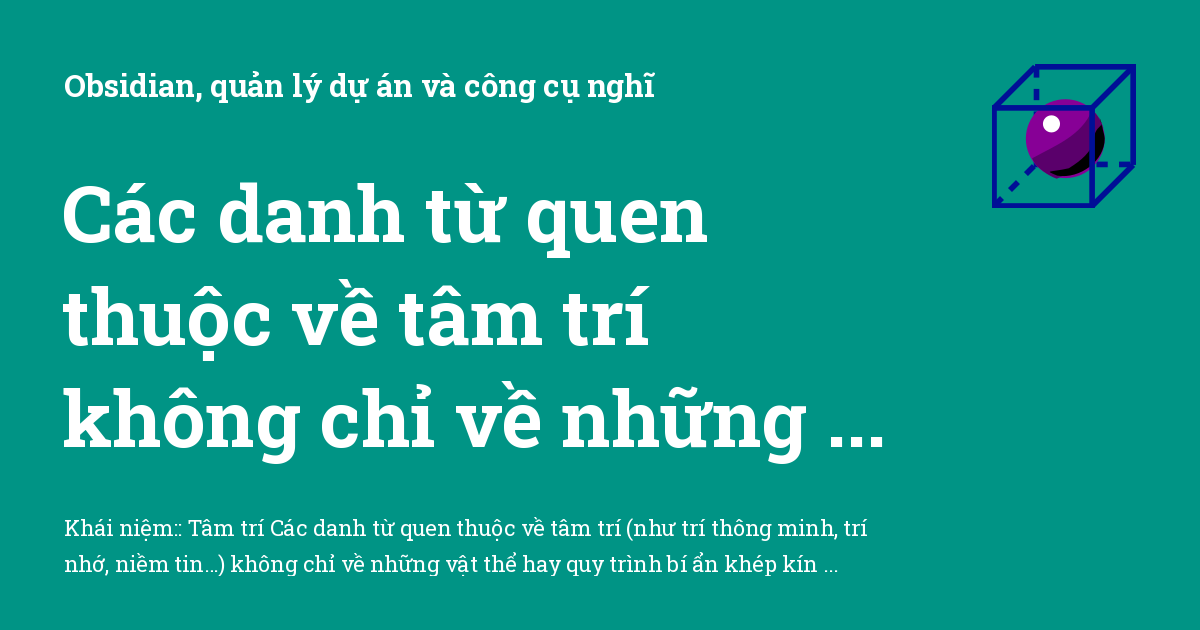 Obsidian, quản lý dự án và công cụ nghĩ
Các danh từ quen
thuộc về tâm trí
không chỉ về những ...
Khái niệm:: Tâm trí Các danh từ quen thuộc về tâm trí (như trí thông minh, trí
nhớ, niềm tin...) không chỉ về những vật thể hay quy trình bí ẩn khép kín ...